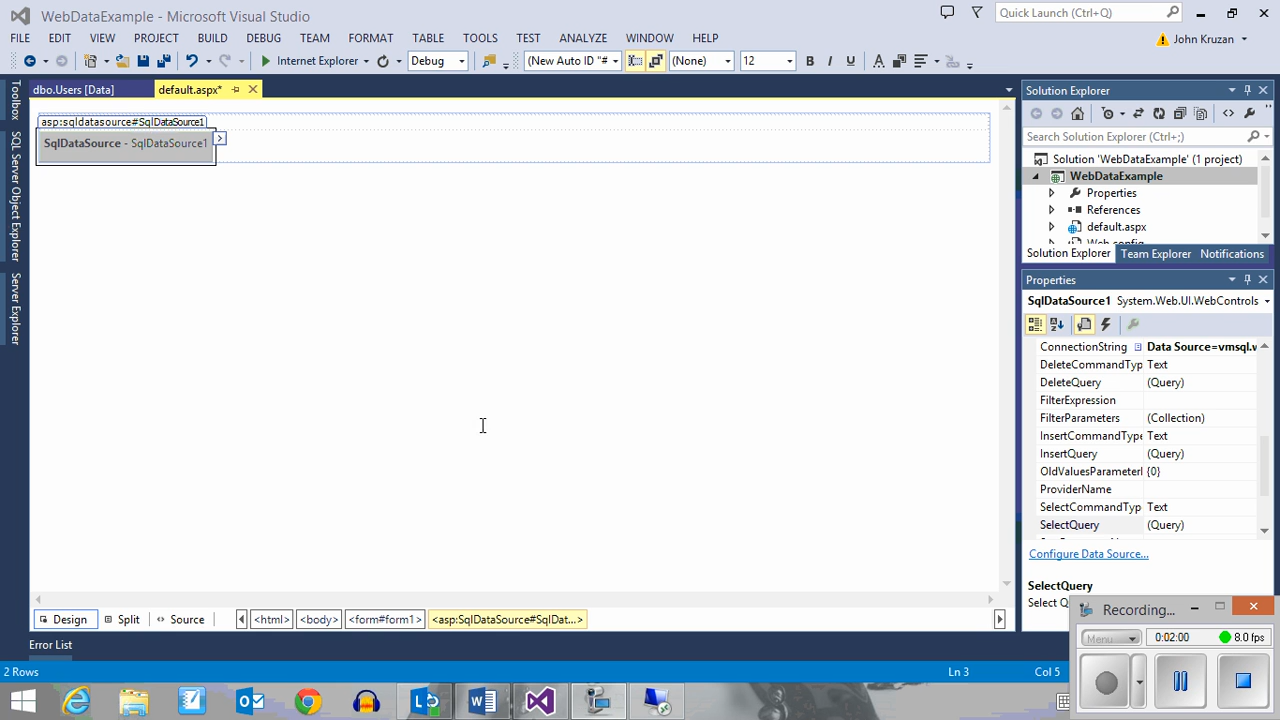 WebDataExample - Microsoft Visual Studio
Quick Launch (Ctrl+Q)
FILE EDIT VIEW PROJECT BUILD DEBUG TEAM FORMAT TABLE TOOLS TEST ANALYZE WINDOW HELP
John Kruzan
Internet Explorer Debug (New Auto ID "# (None) 12 B I U A
Toolbox
SQL Server Object Explorer
Server Explorer
dbo.Users [Data] default.aspx*
asp:sqldatasource#SqlDataSource1
SqlDataSource - SqlDataSource1
Solution Explorer
Search Solution Explorer (Ctrl+;)
Solution 'WebDataExample' (1 project)
WebDataExample
Properties
References
default.aspx
Web.config
Solution Explorer Team Explorer Notifications
Properties
SqlDataSource1 System.Web.UI.WebControls
ConnectionString Data Source=vmsql.w
DeleteCommandTyp Text
DeleteQuery (Query)
FilterExpression
FilterParameters (Collection)
InsertCommandType Text
InsertQuery (Query)
OldValuesParameterl {0}
ProviderName
SelectCommandTyp Text
SelectQuery (Query)
Configure Data Source...
SelectQuery
Select Q
Design Split Source <html> <body> <form#form1> <asp:SqlDataSource#SqlDat...>
Error List
2 Rows Ln 3 Col 5
Recording...
Menu 0:02:00 8.0 fps